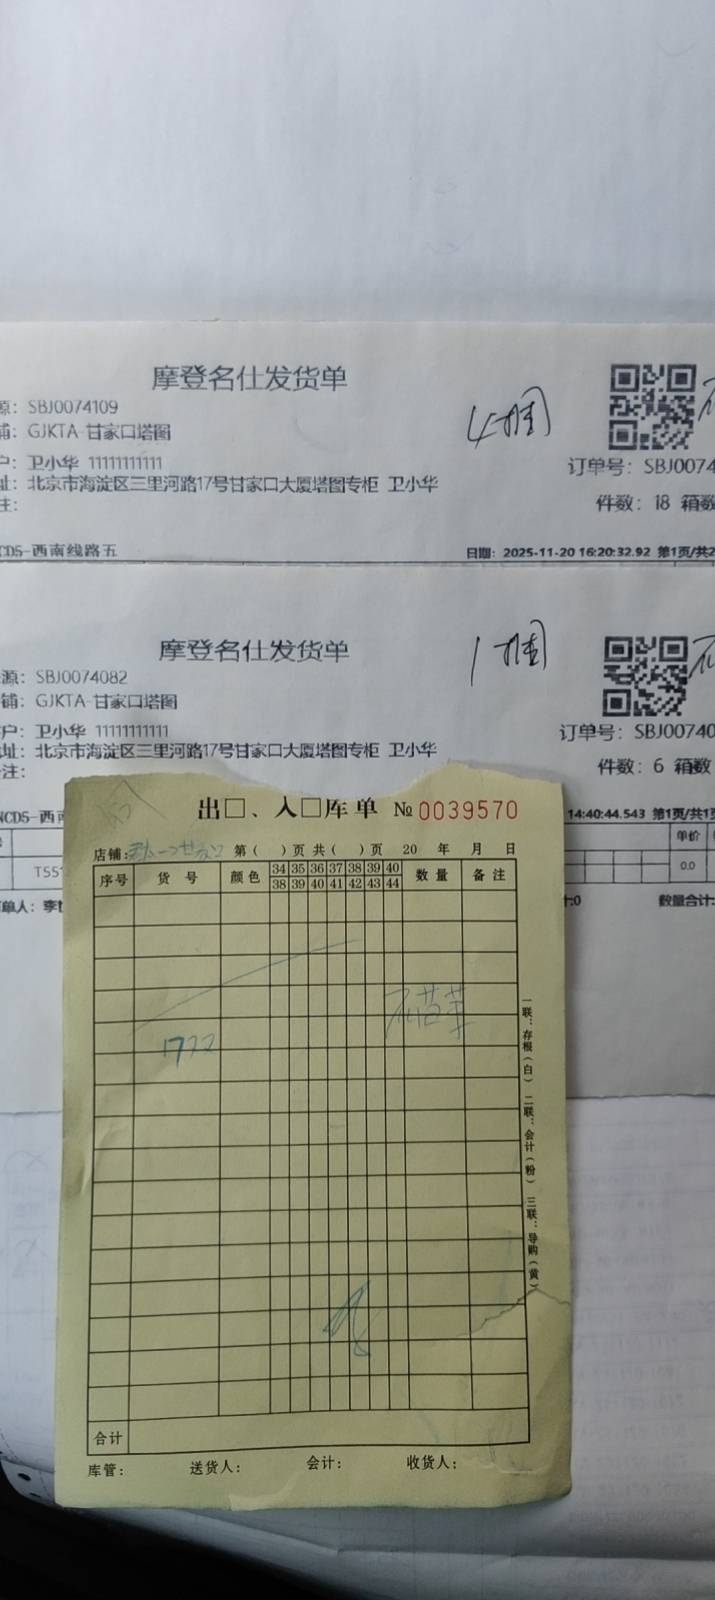 摩登名仕发货单
源：SBJ0074109
铺：GJKTA-甘家口塔图
4捆
户：卫小华 11111111111
订单号：SBJ0074
址：北京市海淀区三里河路17号甘家口大厦塔图专柜 卫小华
注：
件数：18 箱数
CD5-西南线路五
日期：2025-11-20 16:20:32.92 第1页/共2
摩登名仕发货单
1捆
源：SBJ0074082
铺：GJKTA-甘家口塔图
户：卫小华 11111111111
订单号：SBJ00740
址：北京市海淀区三里河路17号甘家口大厦塔图专柜 卫小华
注：
件数：6 箱数
NCD5-西南
14:40:44.543 第1页/共1页
单价
T551
0.0
单人：李
数量合计：
出□、入□库单 № 0039570
店铺： 第（ ）页 共（ ）页 20 年 月 日
序号 货号 颜色 34 35 36 37 38 39 40 数量 备注
38 39 40 41 42 43 44
1772
合计
库管： 送货人： 会计： 收货人：
一联：存根（白） 二联：会计（粉） 三联：导购（黄）